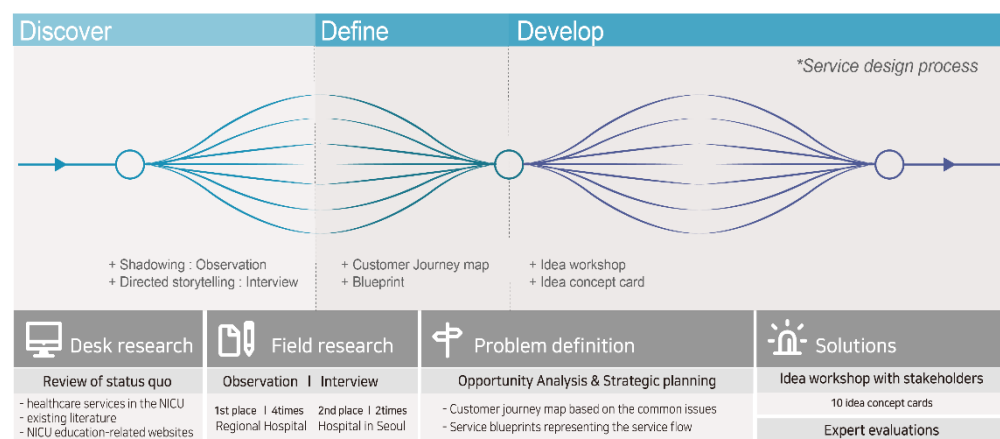 Discover
Define
Develop
*Service design process
+ Shadowing : Observation
+ Directed storytelling : Interview
+ Customer Journey map
+ Blueprint
+ Idea workshop
+ Idea concept card
Desk research
Review of status quo
- healthcare services in the NICU
- existing literature
- NICU education-related websites
Field research
Observation I Interview
1st place I 4times
Regional Hospital
2nd place I 2times
Hospital in Seoul
Problem definition
Opportunity Analysis & Strategic planning
- Customer journey map based on the common issues
- Service blueprints representing the service flow
Solutions
Idea workshop with stakeholders
10 idea concept cards
Expert evaluations